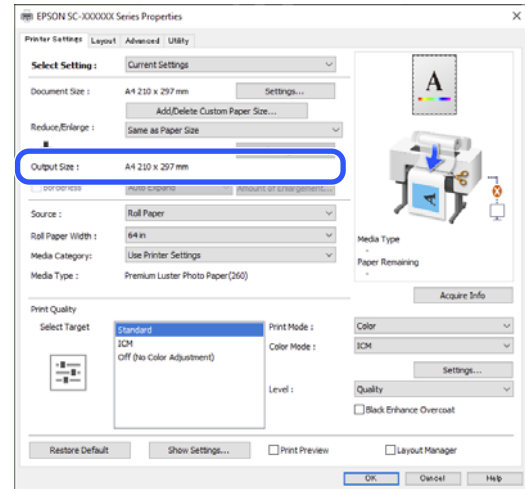 EPSON SC-XXXXXX Series Properties
Printer Settings Layout Advanced Utility
Select Setting : Current Settings
Document Size : A4 210 x 297 mm Settings...
Add/Delete Custom Paper Size...
Reduce/Enlarge : Same as Paper Size
Output Size : A4 210 x 297 mm
Borderless Auto Expand Amount of Enlargement...
Source : Roll Paper
Roll Paper Width : 64 in
Media Category: Use Printer Settings
Media Type : Premium Luster Photo Paper(260)
A
Media Type
-
Paper Remaining
-
Acquire Info
Print Quality
Select Target
Standard
ICM
Off (No Color Adjustment)
Print Mode : Color
Color Mode : ICM
Settings...
Level : Quality
Black Enhance Overcoat
Restore Default Show Settings... Print Preview Layout Manager
OK Cancel Help